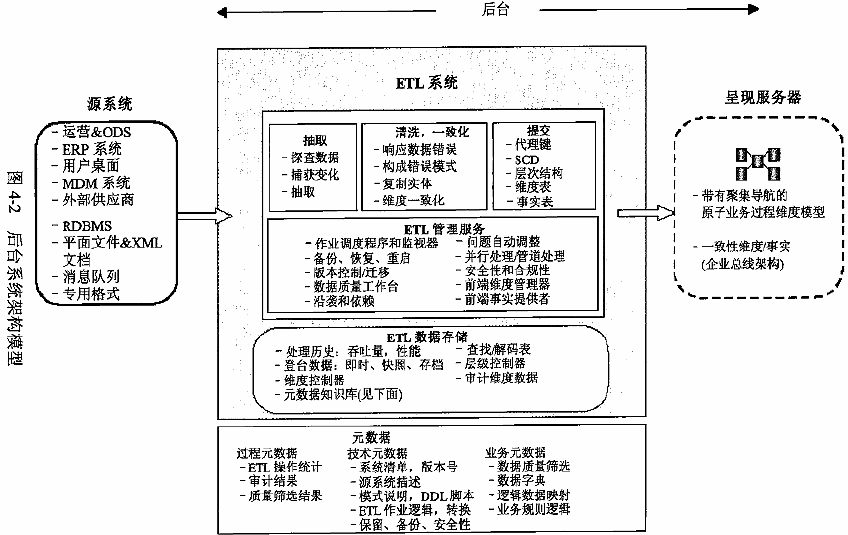 后台
源系统
- 运营&ODS
- ERP 系统
- 用户桌面
- MDM 系统
- 外部供应商
- RDBMS
- 平面文件&XML
文档
- 消息队列
- 专用格式
ETL 系统
抽取
- 探查数据
- 捕获变化
- 抽取
清洗，一致化
- 响应数据错误
- 构成错误模式
- 复制实体
- 维度一致化
提交
- 代理键
- SCD
- 层次结构
- 维度表
- 事实表
ETL 管理服务
- 作业调度程序和监视器
- 备份、恢复、重启
- 版本控制/迁移
- 数据质量工作台
- 沿袭和依赖
- 问题自动调整
- 并行处理/管道处理
- 安全性和合规性
- 前端维度管理器
- 前端事实提供者
ETL 数据存储
- 处理历史：吞吐量，性能
- 登台数据：即时、快照、存档
- 维度控制器
- 元数据知识库(见下面)
- 查找/解码表
- 层级控制器
- 审计维度数据
元数据
过程元数据
- ETL 操作统计
- 审计结果
- 质量筛选结果
技术元数据
- 系统清单，版本号
- 源系统描述
- 模式说明，DDL 脚本
- ETL 作业逻辑，转换
- 保留、备份、安全性
业务元数据
- 数据质量筛选
- 数据字典
- 逻辑数据映射
- 业务规则逻辑
呈现服务器
- 带有聚集导航的
原子业务过程维度模型
- 一致性维度/事实
(企业总线架构)
图 4-2 后台系统架构模型